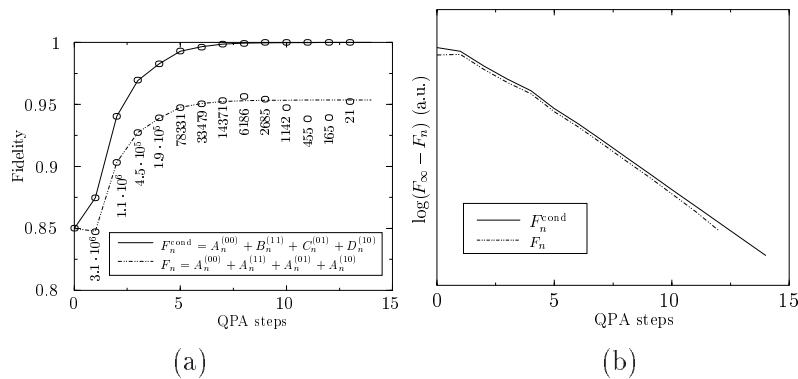 1
0.95
0.9
0.85
0.8
Fidelity
3.1 · 10^6
1.1 · 10^6
4.5 · 10^5
1.9 · 10^5
78331
33479
14371
6186
2685
1142
455
165
21
F_n^cond = A_n^(00) + B_n^(11) + C_n^(01) + D_n^(10)
F_n = A_n^(00) + A_n^(11) + A_n^(01) + A_n^(10)
0 5 10 15
QPA steps
(a)
log(F_∞ − F_n) (a.u.)
F_n^cond
F_n
0 5 10 15
QPA steps
(b)